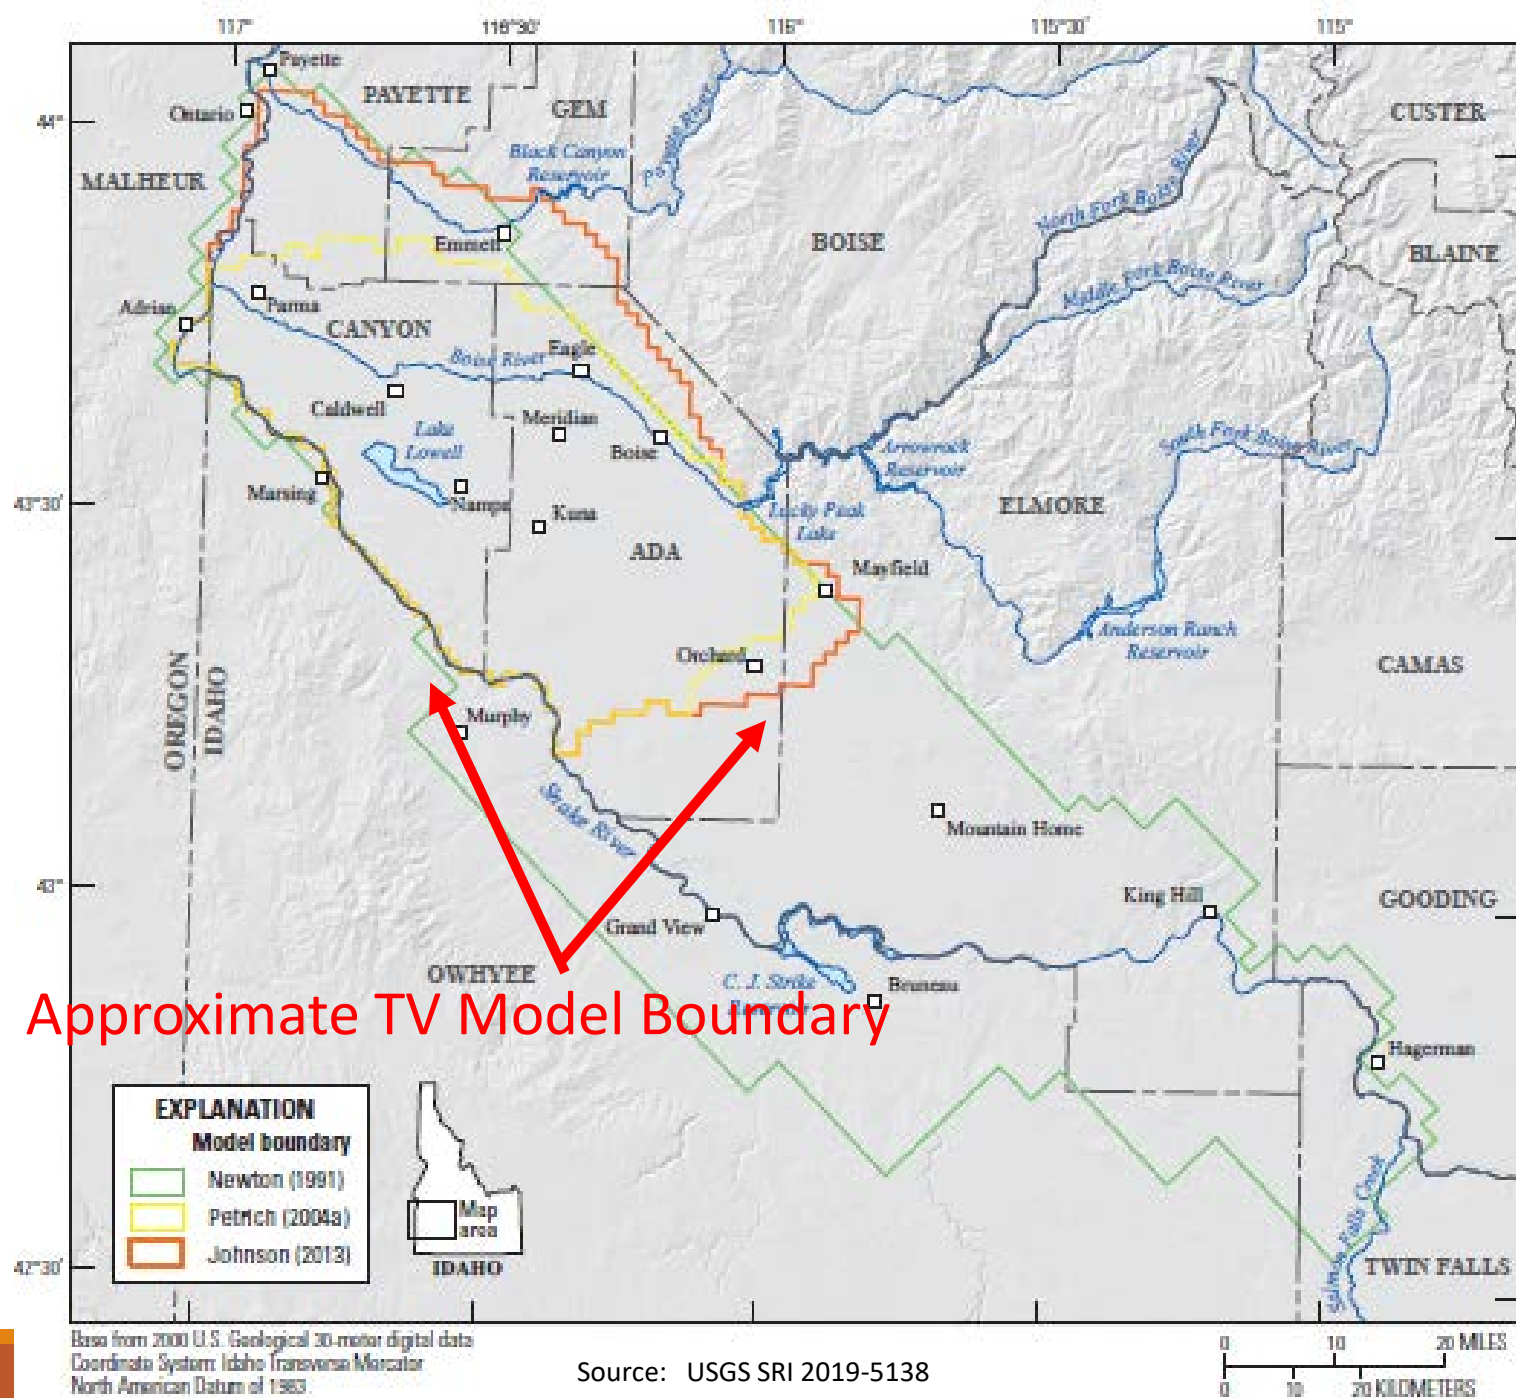 117° 116°30' 116° 115°30' 115°
Payette
PAYETTE
GEM
CUSTER
Ontario
44°
Black Canyon
Reservoir
Payette River
MALHEUR
North Fork Boise River
BOISE
BLAINE
Emmett
Middle Fork Boise River
Adrian
Parma
CANYON
Boise River
Eagle
Caldwell
Meridian
Lake
Lowell
Boise
Arrowrock
Reservoir
South Fork Boise River
Marsing
Nampa
43°30'
Kuna
Lucky Peak
Lake
ELMORE
ADA
Mayfield
Anderson Ranch
Reservoir
Orchard
CAMAS
OREGON
IDAHO
Murphy
Snake River
Mountain Home
43°
King Hill
GOODING
Grand View
OWHYEE
C. J. Strike
Reservoir
Bruneau
Approximate TV Model Boundary
Hagerman
EXPLANATION
Model boundary
Newton (1991)
Petrich (2004a)
Johnson (2013)
Map
area
IDAHO
Salmon Falls Creek
42°30'
TWIN FALLS
Base from 2000 U.S. Geological 30-meter digital data
Coordinate System: Idaho Transverse Mercator
North American Datum of 1983
Source: USGS SRI 2019-5138
0 10 20 MILES
0 10 20 KILOMETERS